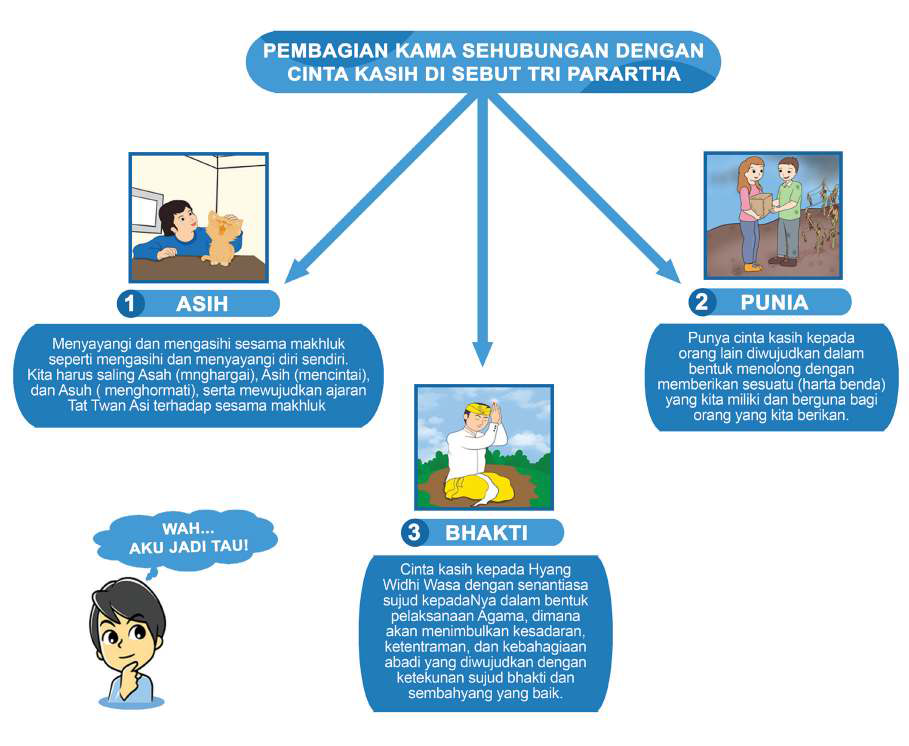 PEMBAGIAN KAMA SEHUBUNGAN DENGAN
CINTA KASIH DI SEBUT TRI PARARTHA
1 ASIH
Menyayangi dan mengasihi sesama makhluk
seperti mengasihi dan menyayangi diri sendiri.
Kita harus saling Asah (mnghargai), Asih (mencintai),
dan Asuh ( menghormati), serta mewujudkan ajaran
Tat Twan Asi terhadap sesama makhluk
2 PUNIA
Punya cinta kasih kepada
orang lain diwujudkan dalam
bentuk menolong dengan
memberikan sesuatu (harta benda)
yang kita miliki dan berguna bagi
orang yang kita berikan.
3 BHAKTI
Cinta kasih kepada Hyang
Widhi Wasa dengan senantiasa
sujud kepadaNya dalam bentuk
pelaksanaan Agama, dimana
akan menimbulkan kesadaran,
ketentraman, dan kebahagiaan
abadi yang diwujudkan dengan
ketekunan sujud bhakti dan
sembahyang yang baik.
WAH...
AKU JADI TAU!